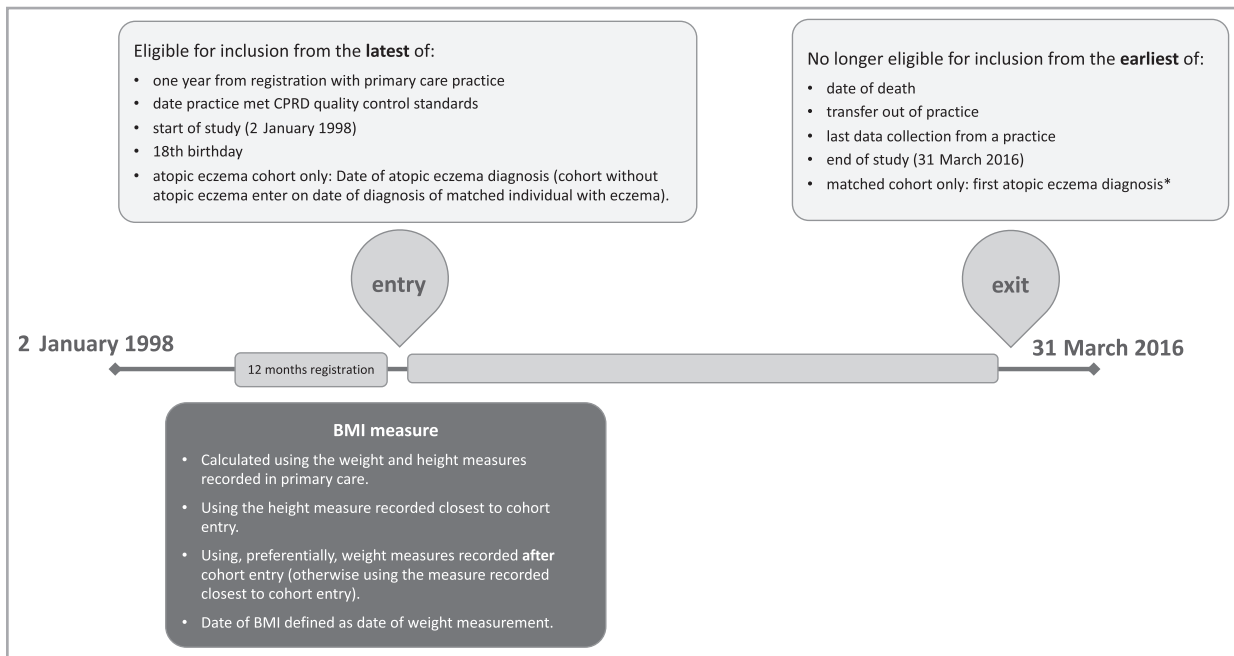 Eligible for inclusion from the latest of:
• one year from registration with primary care practice
• date practice met CPRD quality control standards
• start of study (2 January 1998)
• 18th birthday
• atopic eczema cohort only: Date of atopic eczema diagnosis (cohort without
atopic eczema enter on date of diagnosis of matched individual with eczema).
No longer eligible for inclusion from the earliest of:
• date of death
• transfer out of practice
• last data collection from a practice
• end of study (31 March 2016)
• matched cohort only: first atopic eczema diagnosis*
entry
exit
2 January 1998
31 March 2016
12 months registration
BMI measure
• Calculated using the weight and height measures
recorded in primary care.
• Using the height measure recorded closest to cohort
entry.
• Using, preferentially, weight measures recorded after
cohort entry (otherwise using the measure recorded
closest to cohort entry).
• Date of BMI defined as date of weight measurement.